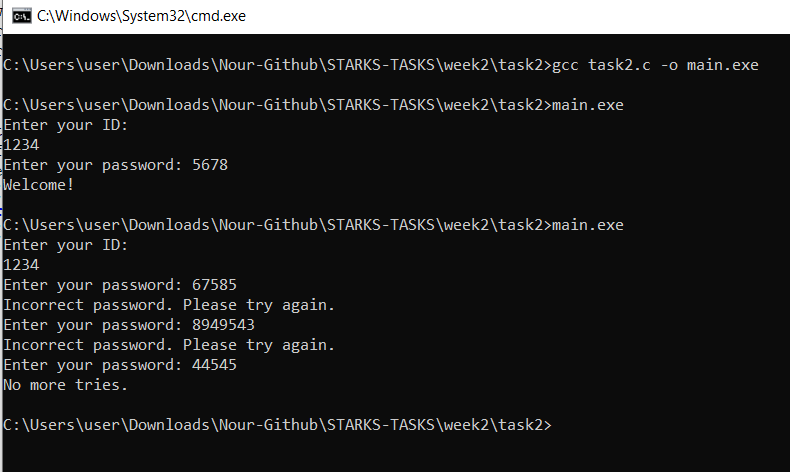 C:\Windows\System32\cmd.exe
C:\Users\user\Downloads\Nour-Github\STARKS-TASKS\week2\task2>gcc task2.c -o main.exe
C:\Users\user\Downloads\Nour-Github\STARKS-TASKS\week2\task2>main.exe
Enter your ID:
1234
Enter your password: 5678
Welcome!
C:\Users\user\Downloads\Nour-Github\STARKS-TASKS\week2\task2>main.exe
Enter your ID:
1234
Enter your password: 67585
Incorrect password. Please try again.
Enter your password: 8949543
Incorrect password. Please try again.
Enter your password: 44545
No more tries.
C:\Users\user\Downloads\Nour-Github\STARKS-TASKS\week2\task2>